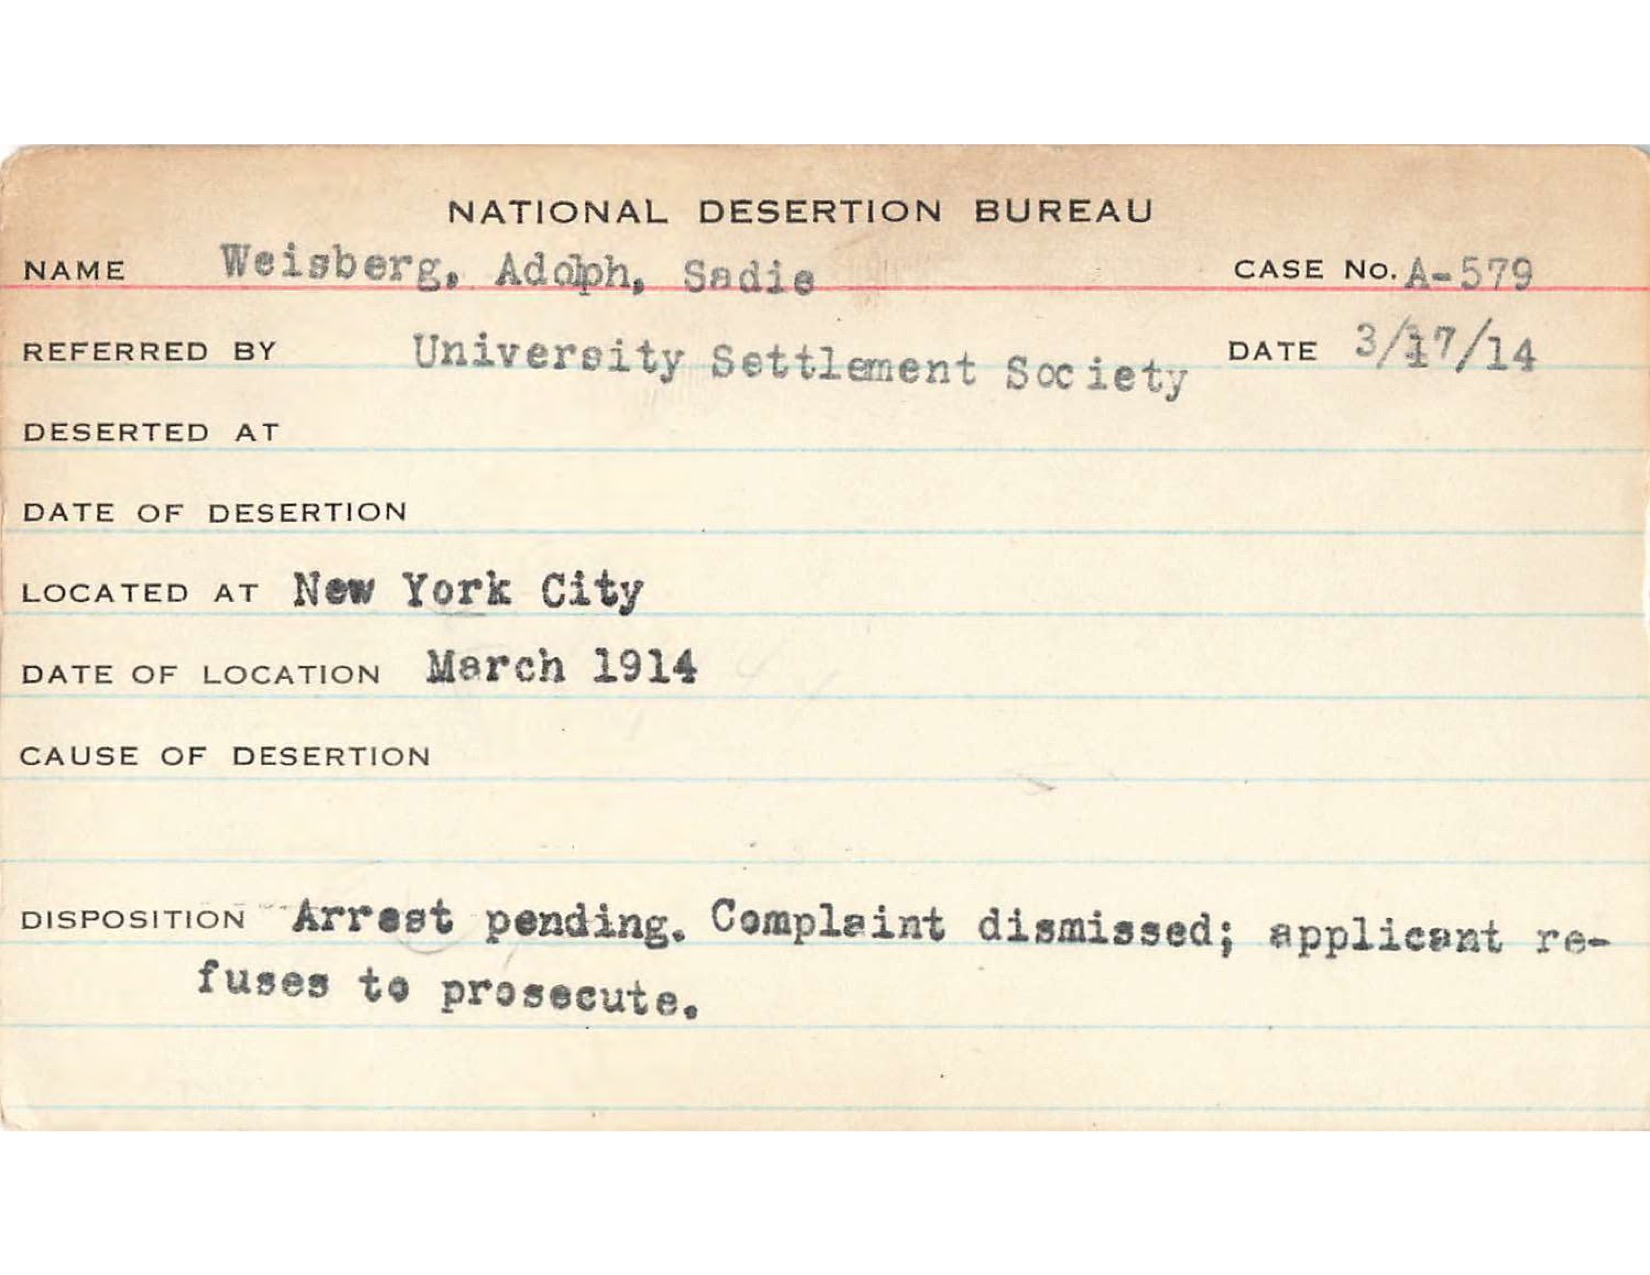 NATIONAL DESERTION BUREAU
NAME Weisberg, Adolph, Sadie CASE No. A-579
REFERRED BY University Settlement Society DATE 3/17/14
DESERTED AT
DATE OF DESERTION
LOCATED AT New York City
DATE OF LOCATION March 1914
CAUSE OF DESERTION
DISPOSITION Arrest pending. Complaint dismissed; applicant re-
fuses to prosecute.